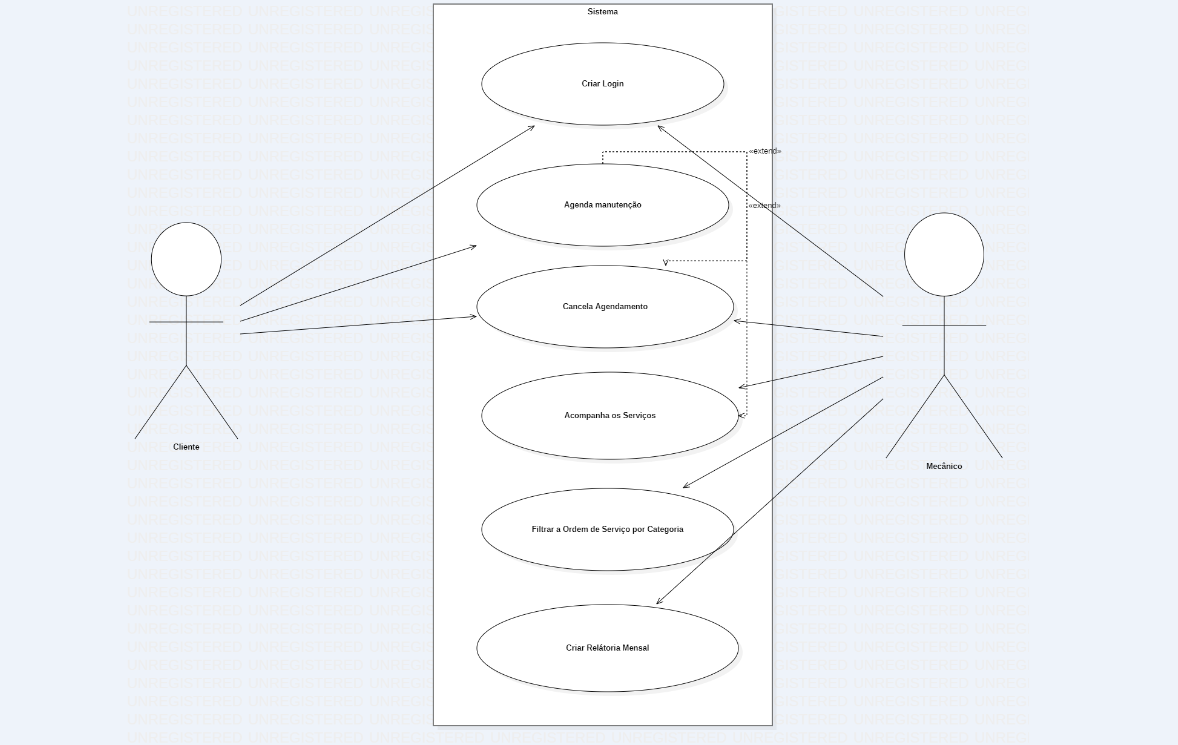 Sistema
Criar Login
«extend»
Agenda manutenção
«extend»
Cancela Agendamento
Acompanha os Serviços
Cliente
Mecânico
Filtrar a Ordem de Serviço por Categoria
Criar Relátoria Mensal